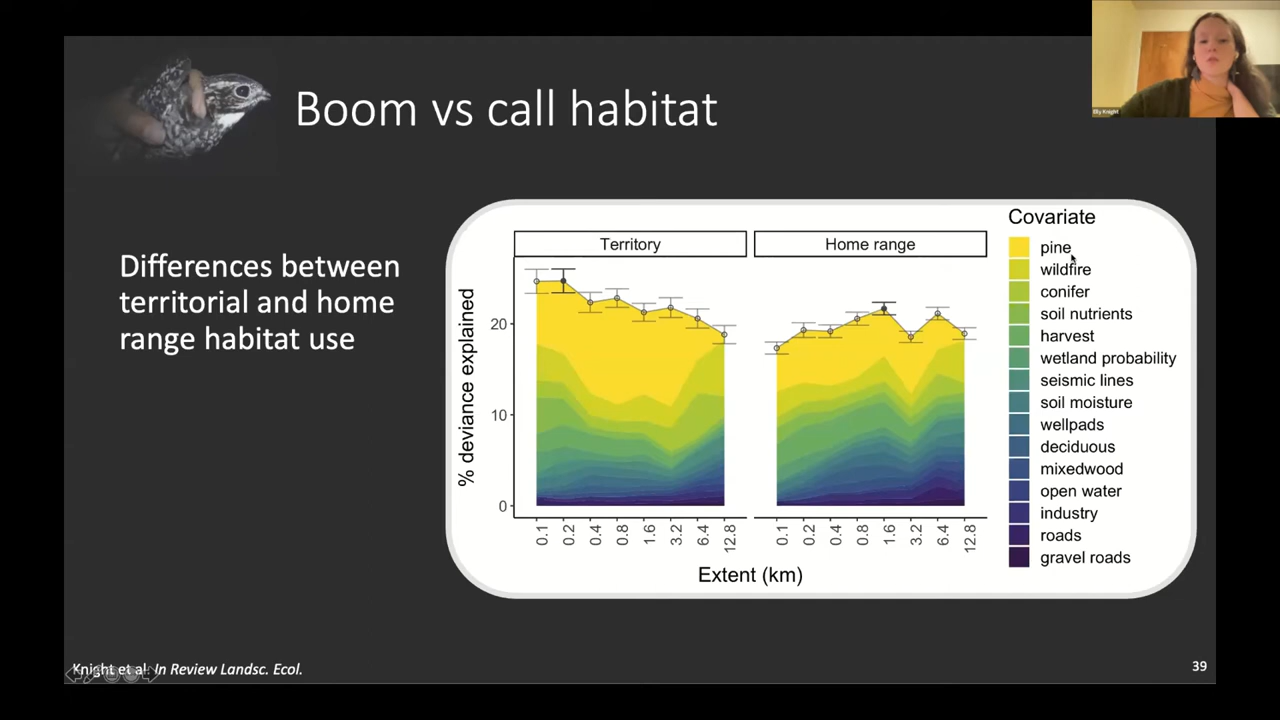 Boom vs call habitat
Elly Knight
Differences between
territorial and home
range habitat use
Territory
Home range
% deviance explained
20
10
0
0.1 0.2 0.4 0.8 1.6 3.2 6.4 12.8
0.1 0.2 0.4 0.8 1.6 3.2 6.4 12.8
Extent (km)
Covariate
pine
wildfire
conifer
soil nutrients
harvest
wetland probability
seismic lines
soil moisture
wellpads
deciduous
mixedwood
open water
industry
roads
gravel roads
Knight et al. In Review Landsc. Ecol.
39